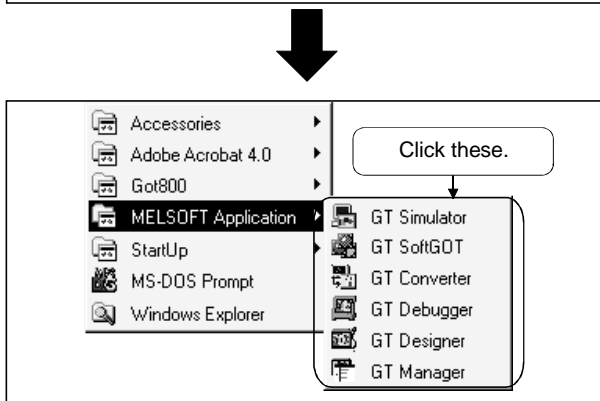 Accessories
Adobe Acrobat 4.0
Got800
MELSOFT Application
StartUp
MS-DOS Prompt
Windows Explorer
Click these.
GT Simulator
GT SoftGOT
GT Converter
GT Debugger
GT Designer
GT Manager